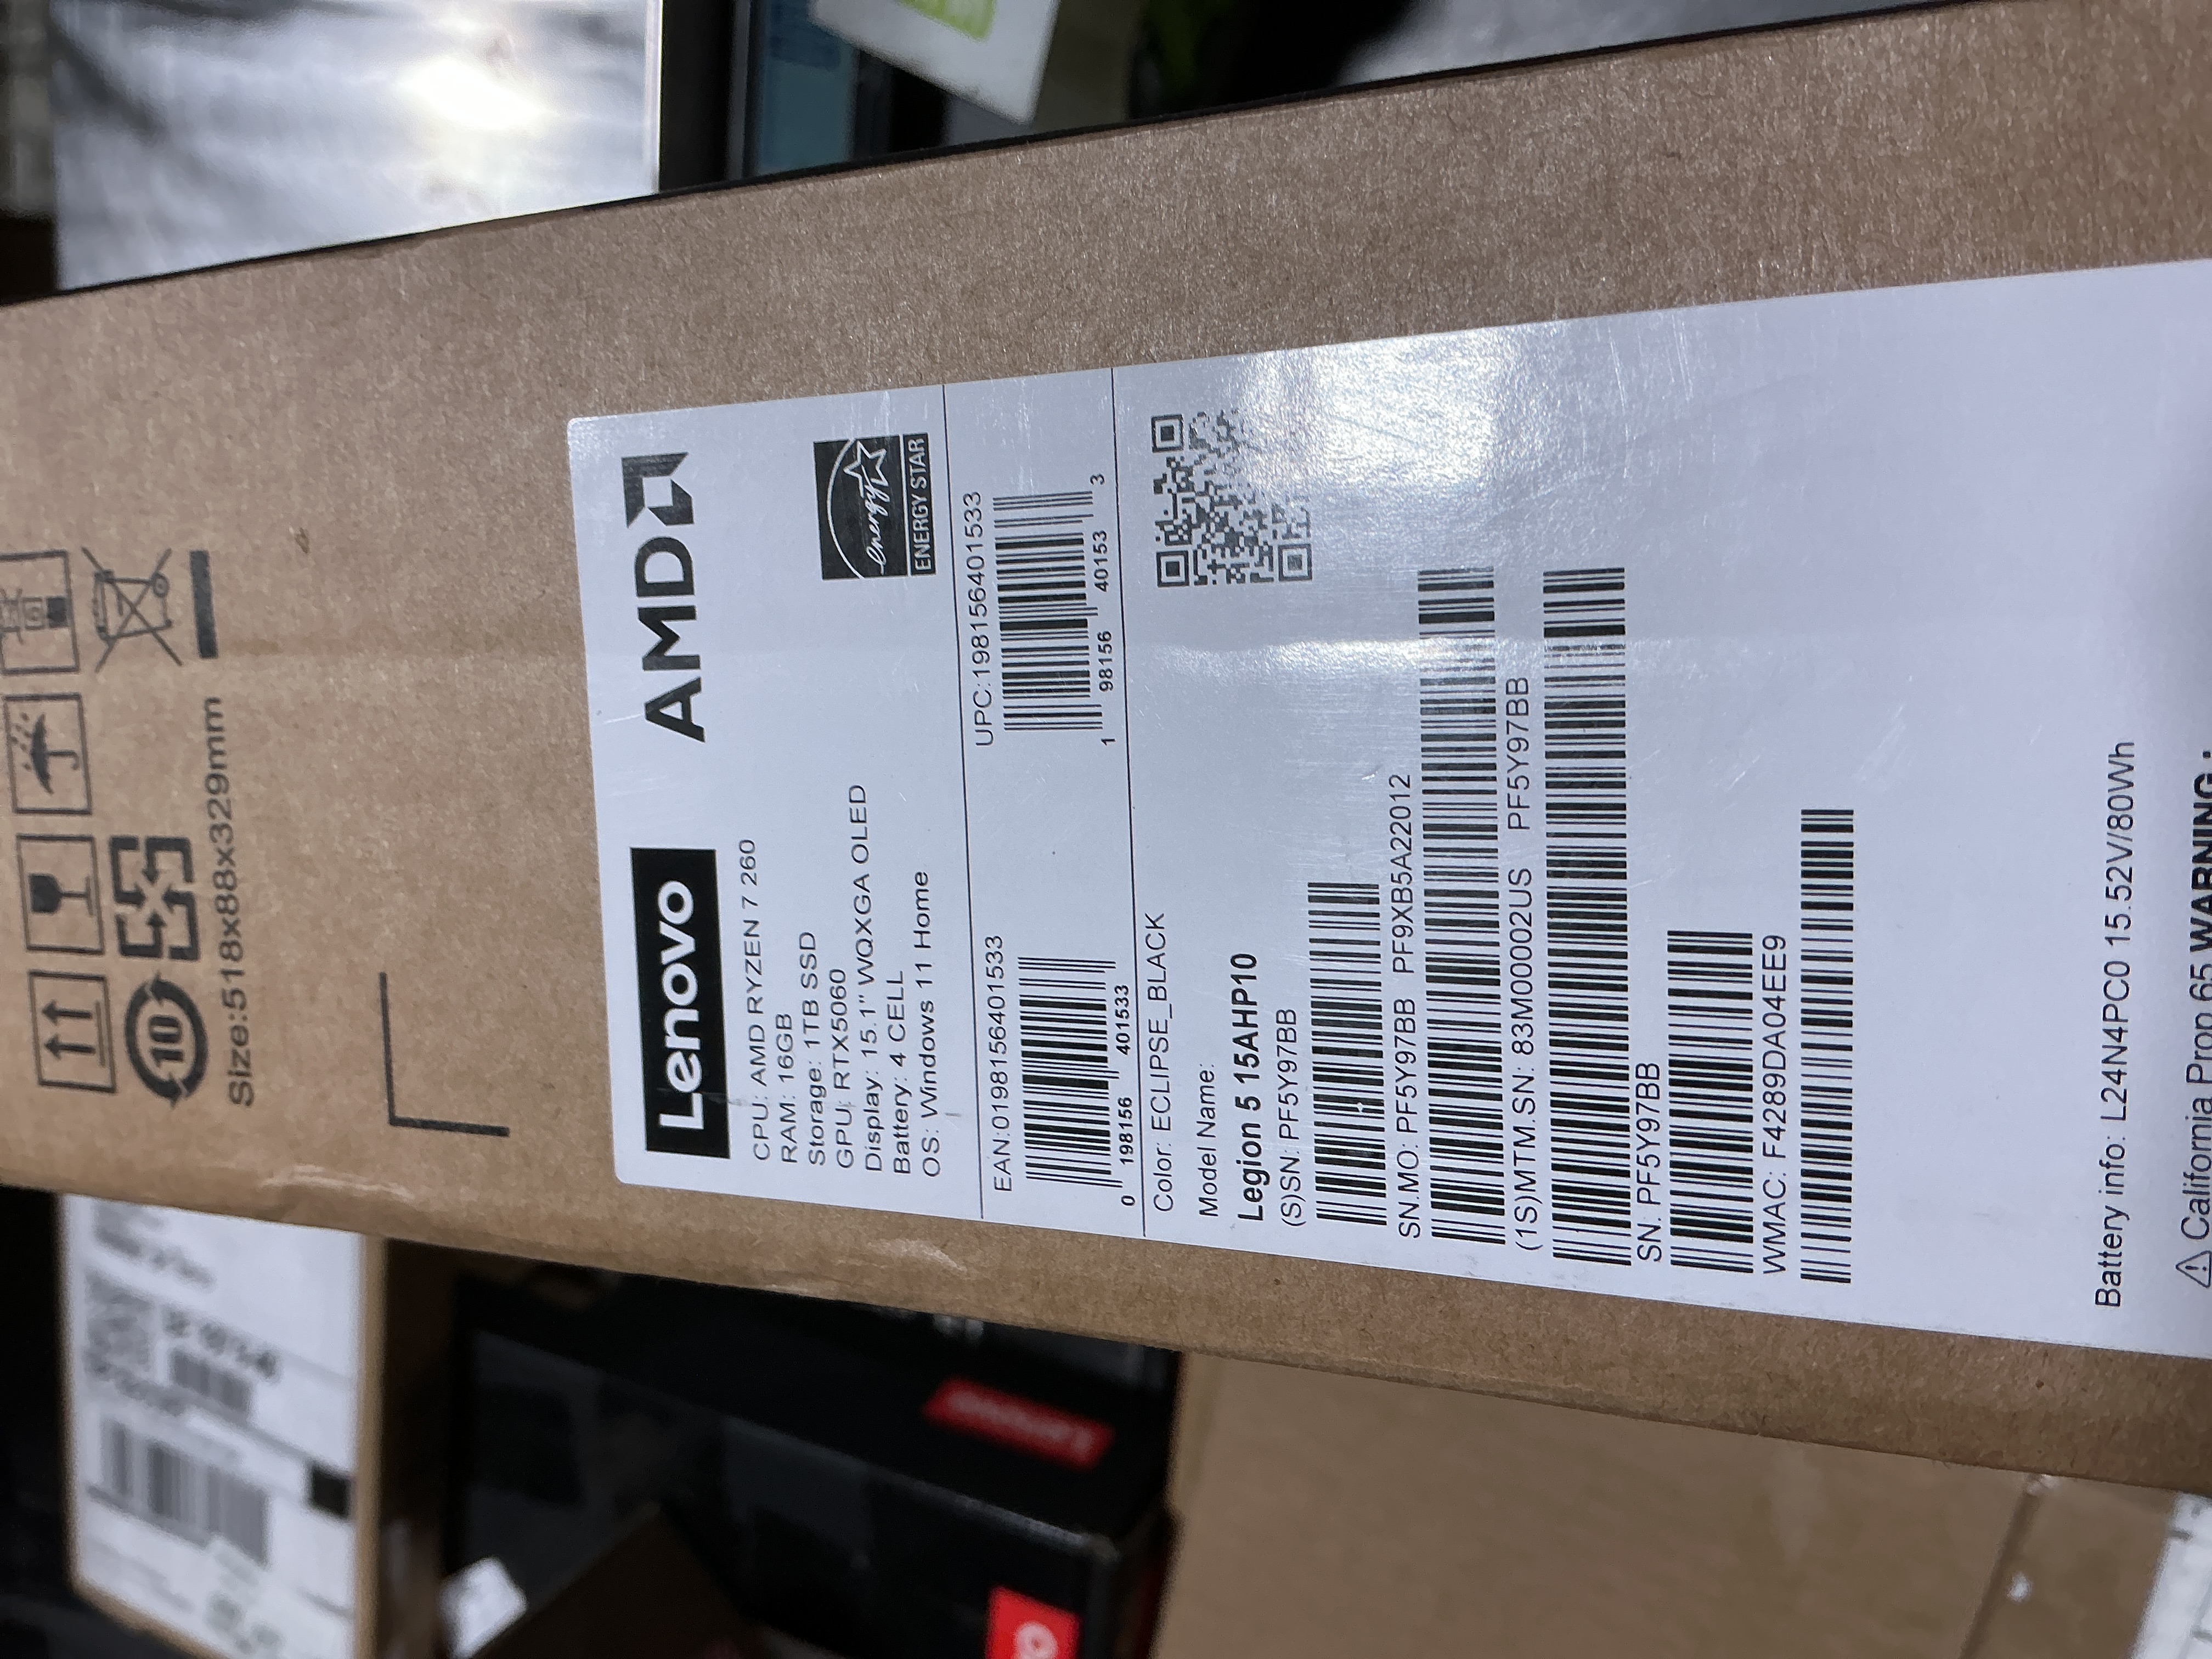 10
Size:518x88x329mm
Lenovo
AMD
CPU: AMD RYZEN 7 260
RAM: 16GB
Storage: 1TB SSD
GPU: RTX5060
Display: 15.1" WQXGA OLED
Battery: 4 CELL
OS: Windows 11 Home
energy
ENERGY STAR
EAN:0198156401533
0 198156 401533
UPC:198156401533
1 98156 40153 3
Color: ECLIPSE_BLACK
Model Name:
Legion 5 15AHP10
(S)SN: PF5Y97BB
SN.MO: PF5Y97BB PF9XB5A22012
(1S)MTM.SN: 83M00002US PF5Y97BB
SN. PF5Y97BB
WMAC: F4289DA04EE9
Battery info: L24N4PC0 15.52V/80Wh
⚠ California Prop 65 WARNING:
Lenovo